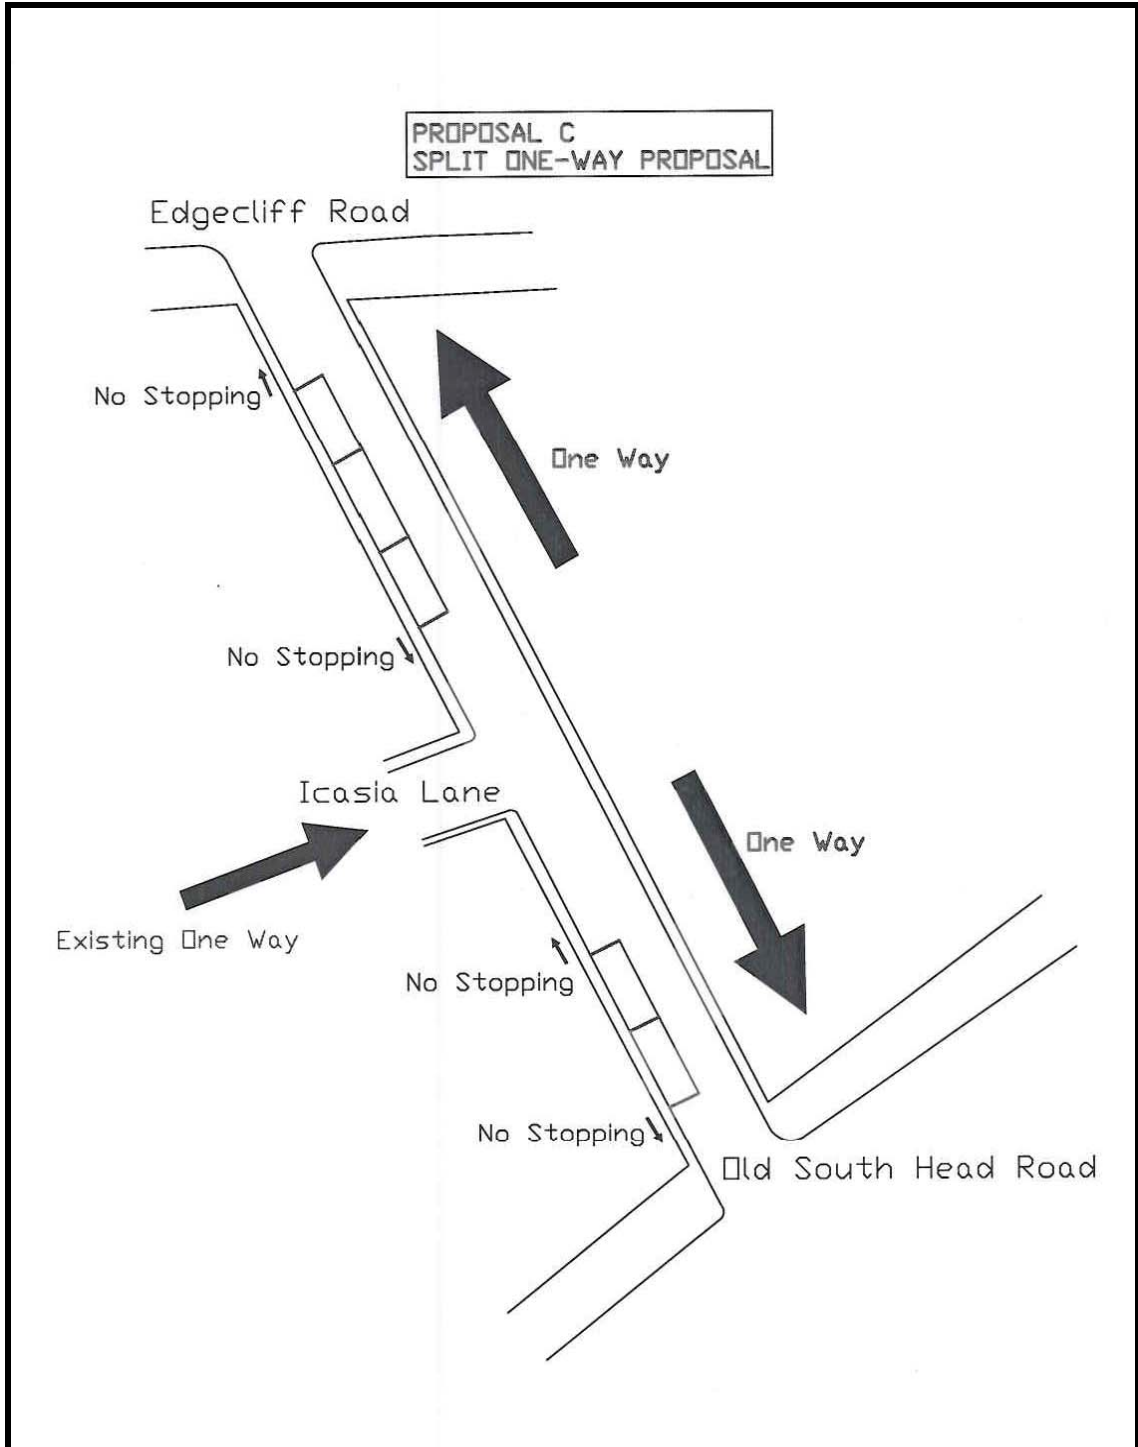 PROPOSAL C
SPLIT ONE-WAY PROPOSAL
Edgecliff Road
No Stopping
One Way
No Stopping
Icasia Lane
One Way
Existing One Way
No Stopping
No Stopping
Old South Head Road